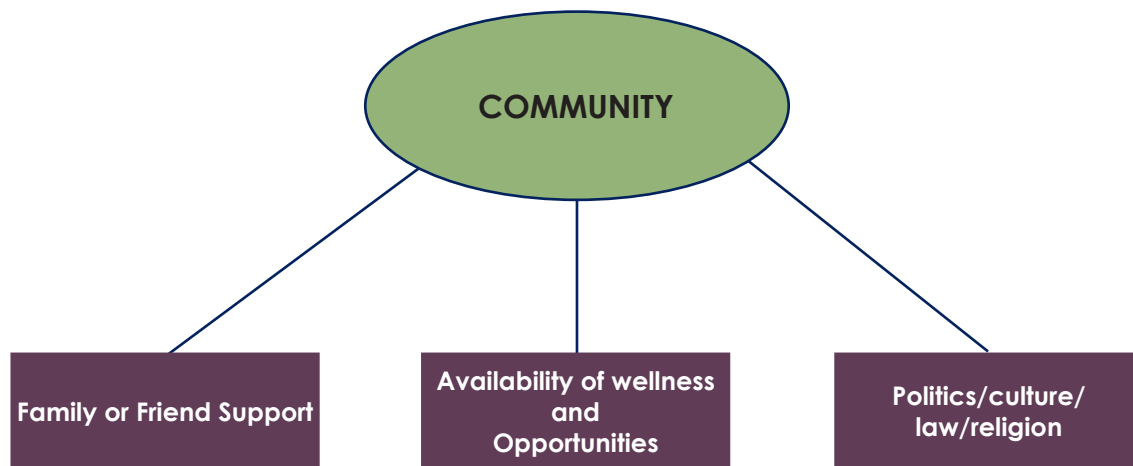 COMMUNITY
Family or Friend Support
Availability of wellness
and
Opportunities
Politics/culture/
law/religion